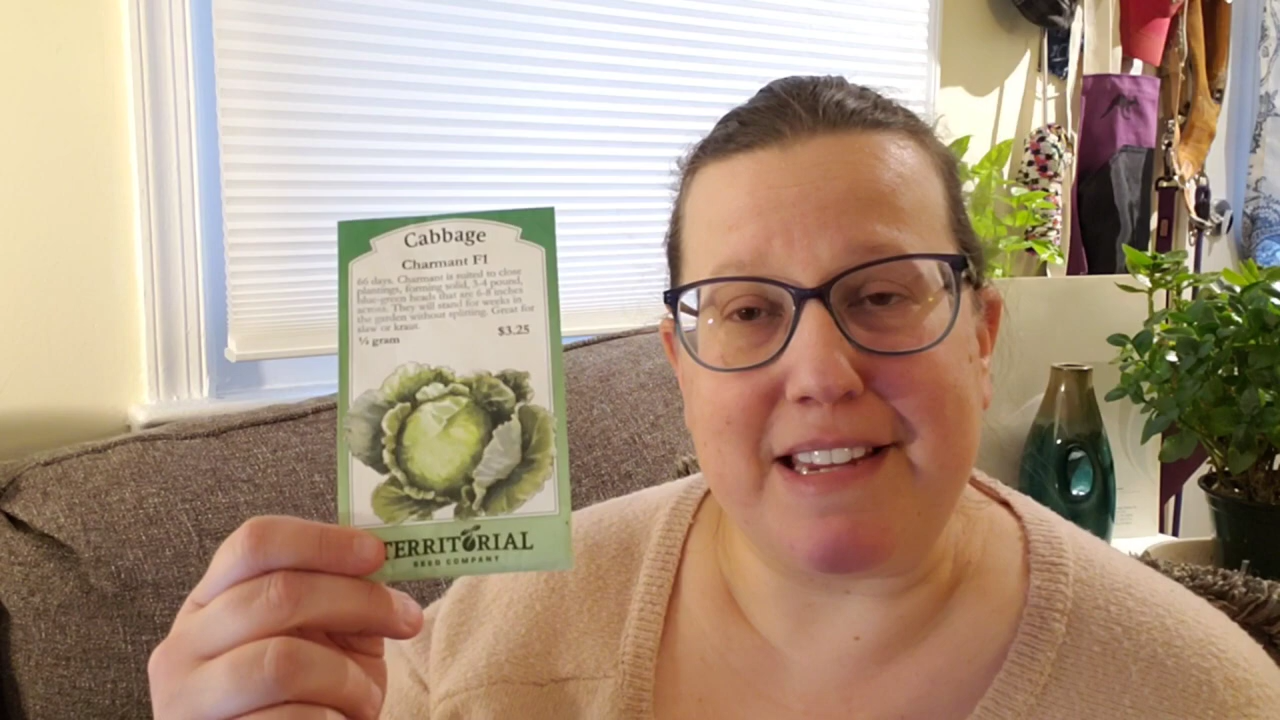 Cabbage
Charmant F1
66 days. Charmant is suited to close
plantings, forming solid, 3-4 pound,
blue-green heads that are 6-8 inches
across. They will stand for weeks in
the garden without splitting. Great for
slaw or kraut.
¼ gram $3.25
TERRITORIAL
SEED COMPANY